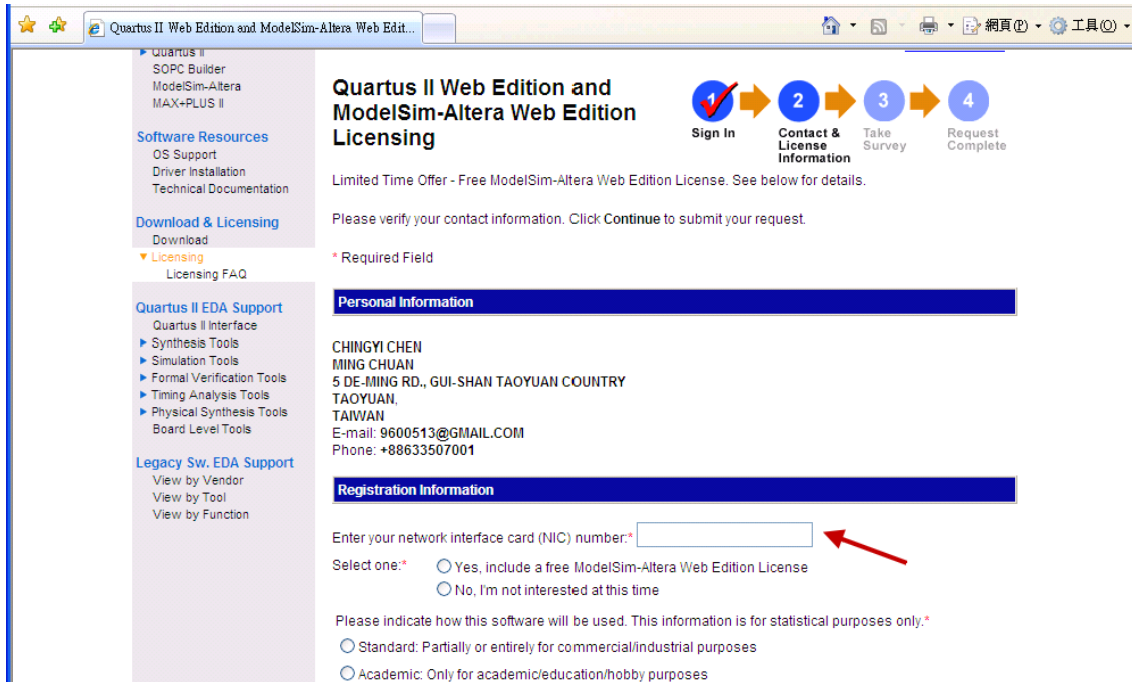 Quartus II Web Edition and ModelSim-Altera Web Edit...
網頁(P)
工具(O)
Quartus II
SOPC Builder
ModelSim-Altera
MAX+PLUS II
Software Resources
OS Support
Driver Installation
Technical Documentation
Download & Licensing
Download
Licensing
Licensing FAQ
Quartus II EDA Support
Quartus II Interface
Synthesis Tools
Simulation Tools
Formal Verification Tools
Timing Analysis Tools
Physical Synthesis Tools
Board Level Tools
Legacy Sw. EDA Support
View by Vendor
View by Tool
View by Function
Quartus II Web Edition and
ModelSim-Altera Web Edition
Licensing
1
2
3
4
Sign In
Contact &
License
Information
Take
Survey
Request
Complete
Limited Time Offer - Free ModelSim-Altera Web Edition License. See below for details.
Please verify your contact information. Click Continue to submit your request.
* Required Field
Personal Information
CHINGYI CHEN
MING CHUAN
5 DE-MING RD., GUI-SHAN TAOYUAN COUNTRY
TAOYUAN,
TAIWAN
E-mail: 9600513@GMAIL.COM
Phone: +88633507001
Registration Information
Enter your network interface card (NIC) number:*
Select one:*
Yes, include a free ModelSim-Altera Web Edition License
No, I'm not interested at this time
Please indicate how this software will be used. This information is for statistical purposes only.*
Standard: Partially or entirely for commercial/industrial purposes
Academic: Only for academic/education/hobby purposes